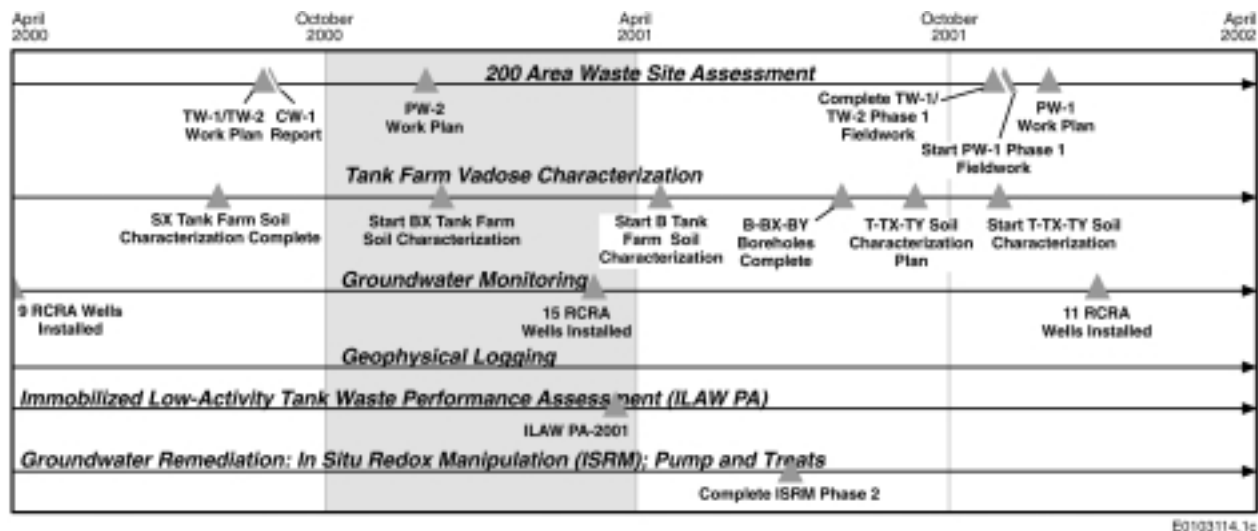 April
2000
October
2000
April
2001
October
2001
April
2002
200 Area Waste Site Assessment
TW-1/TW-2
Work Plan
CW-1
Report
PW-2
Work Plan
Complete TW-1/
TW-2 Phase 1
Fieldwork
Start PW-1 Phase 1
Fieldwork
PW-1
Work Plan
Tank Farm Vadose Characterization
SX Tank Farm Soil
Characterization Complete
Start BX Tank Farm
Soil Characterization
Start B Tank
Farm Soil
Characterization
B-BX-BY
Boreholes
Complete
T-TX-TY Soil
Characterization
Plan
Start T-TX-TY Soil
Characterization
Groundwater Monitoring
9 RCRA Wells
Installed
15 RCRA
Wells Installed
11 RCRA
Wells Installed
Geophysical Logging
Immobilized Low-Activity Tank Waste Performance Assessment (ILAW PA)
ILAW PA-2001
Groundwater Remediation: In Situ Redox Manipulation (ISRM); Pump and Treats
Complete ISRM Phase 2
E0103114_1c